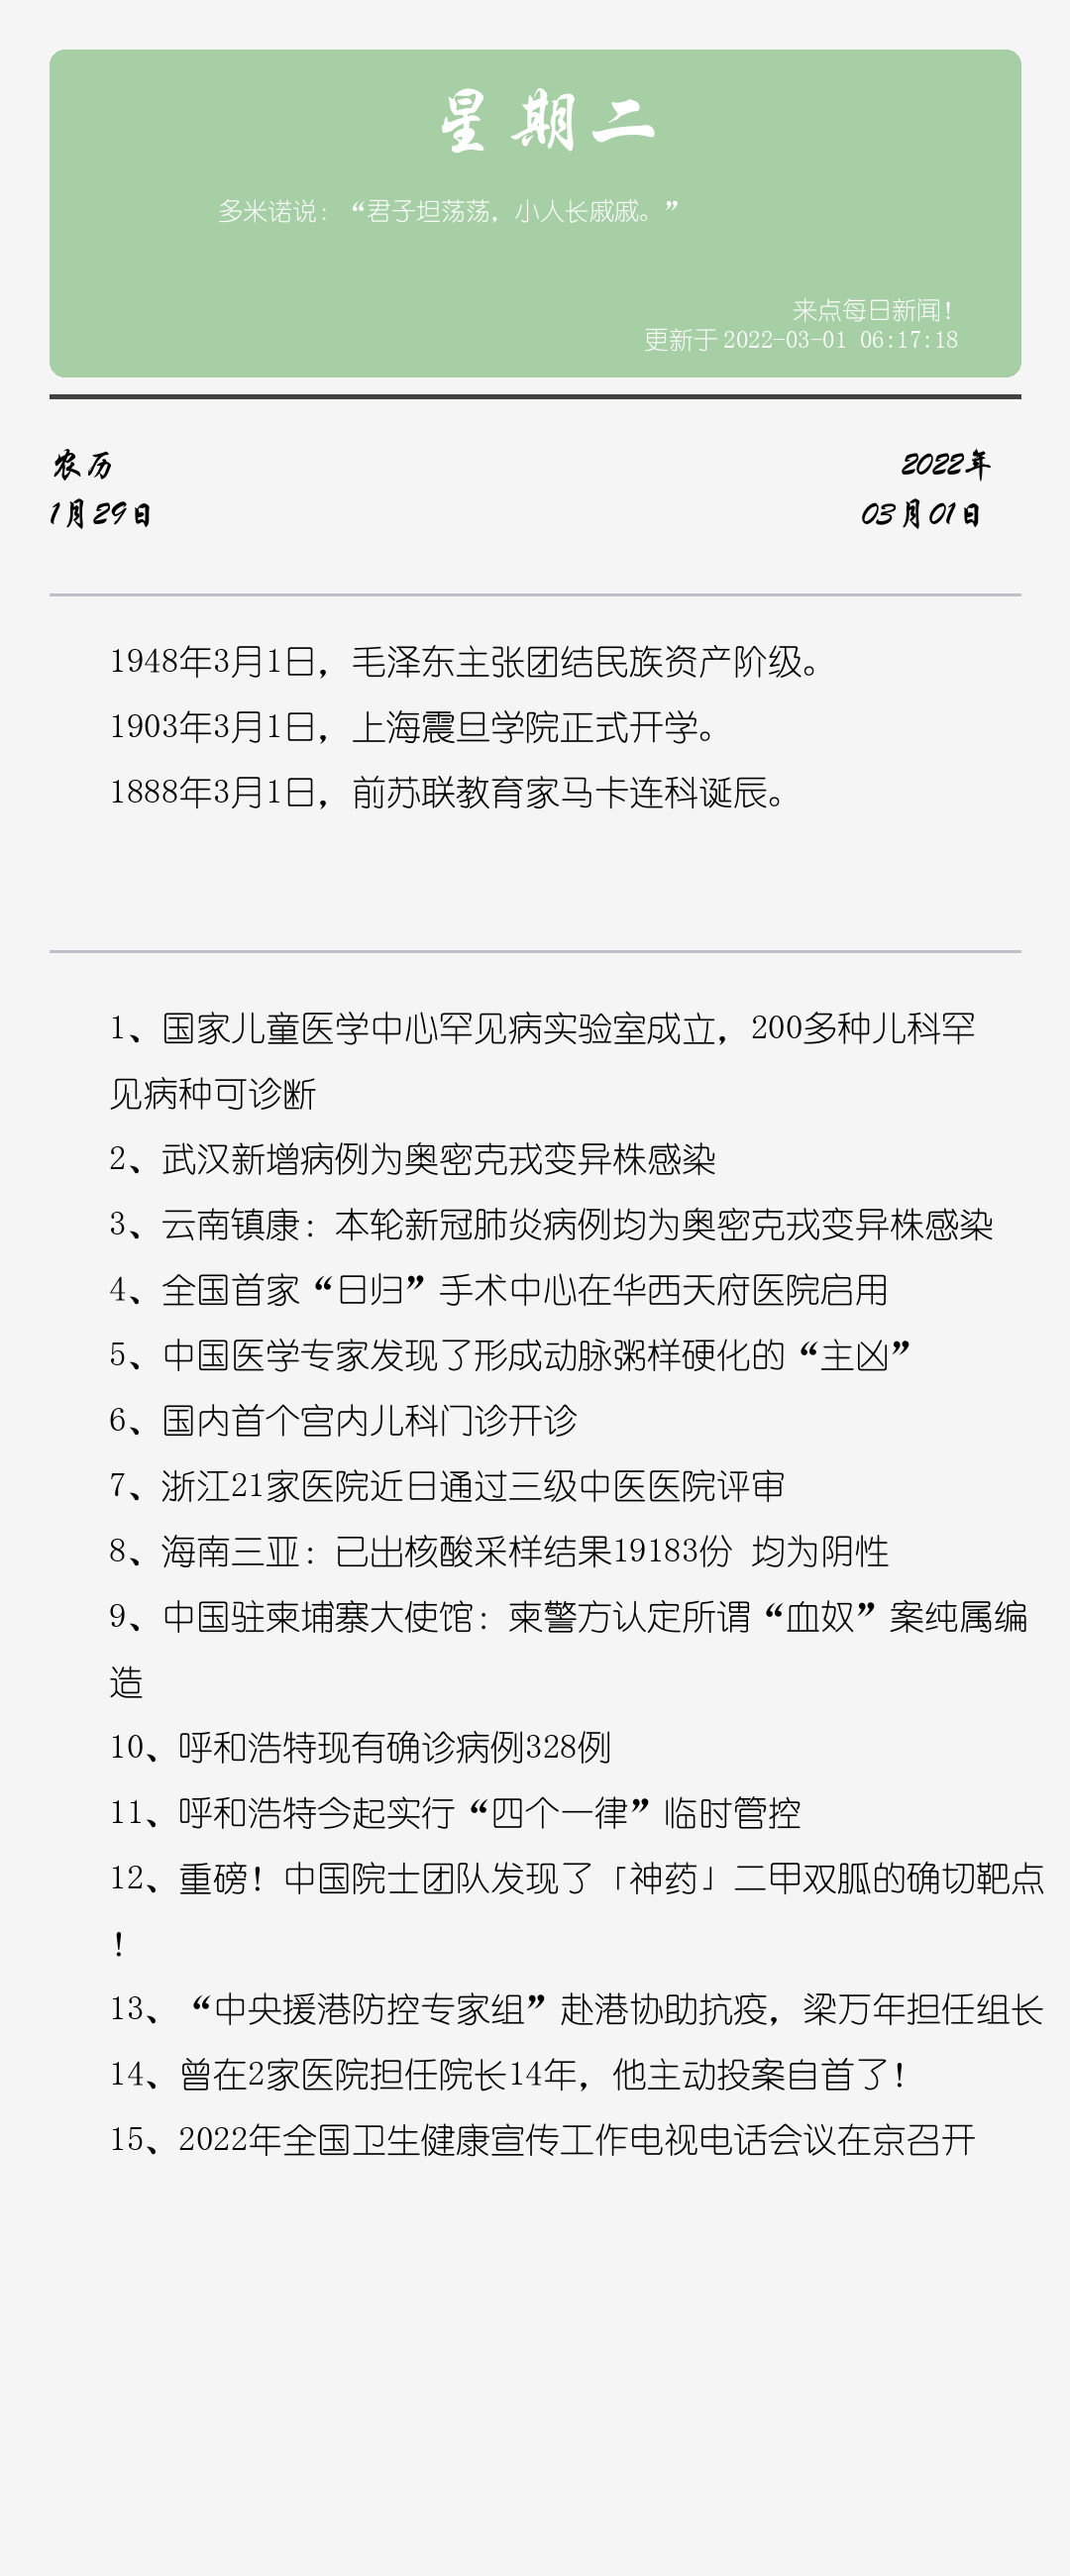 星期二
多米诺说：“君子坦荡荡，小人长戚戚。”
来点每日新闻！
更新于 2022-03-01 06:17:18
农历
2022年
1月29日
03月01日
1948年3月1日，毛泽东主张团结民族资产阶级。
1903年3月1日，上海震旦学院正式开学。
1888年3月1日，前苏联教育家马卡连科诞辰。
1、国家儿童医学中心罕见病实验室成立，200多种儿科罕
见病种可诊断
2、武汉新增病例为奥密克戎变异株感染
3、云南镇康：本轮新冠肺炎病例均为奥密克戎变异株感染
4、全国首家“日归”手术中心在华西天府医院启用
5、中国医学专家发现了形成动脉粥样硬化的“主凶”
6、国内首个宫内儿科门诊开诊
7、浙江21家医院近日通过三级中医医院评审
8、海南三亚：已出核酸采样结果19183份 均为阴性
9、中国驻柬埔寨大使馆：柬警方认定所谓“血奴”案纯属编
造
10、呼和浩特现有确诊病例328例
11、呼和浩特今起实行“四个一律”临时管控
12、重磅！中国院士团队发现了「神药」二甲双胍的确切靶点
！
13、“中央援港防控专家组”赴港协助抗疫，梁万年担任组长
14、曾在2家医院担任院长14年，他主动投案自首了！
15、2022年全国卫生健康宣传工作电视电话会议在京召开